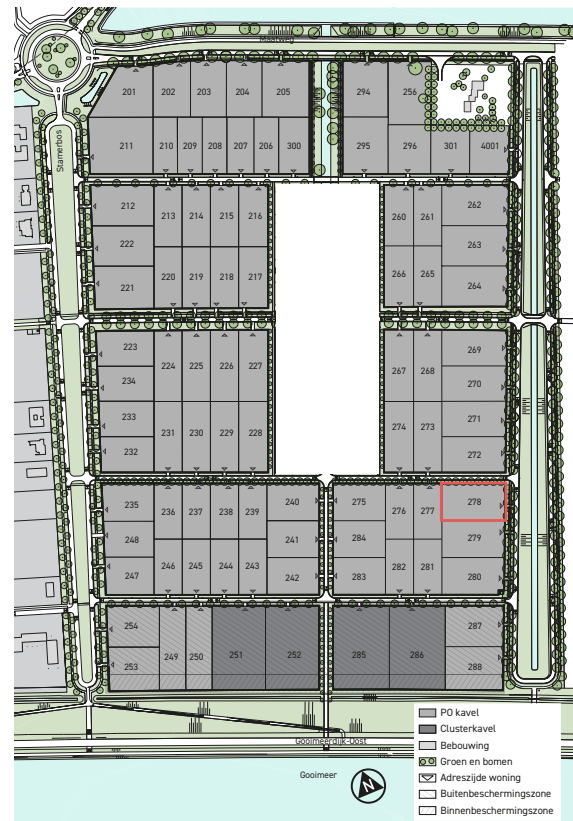 Maatweg
201 202 203 204 205 294 256
211 210 209 208 207 206 300 295 296 301 4001
Stamerbos
212 213 214 215 216 260 261 262
222 263
221 220 219 218 217 266 265 264
223 224 225 226 227 267 268 269
234 270
233 271
232 231 230 229 228 274 273 272
235 236 237 238 239 240 275 276 277 278
248 241 284 279
247 246 245 244 243 242 283 282 281 280
254 287
253 249 250 251 252 285 286 288
Gooimeerdijk-Oost
Gooimeer
N
PO kavel
Clusterkavel
Bebouwing
Groen en bomen
Adreszijde woning
Buitenbeschermingszone
Binnenbeschermingszone